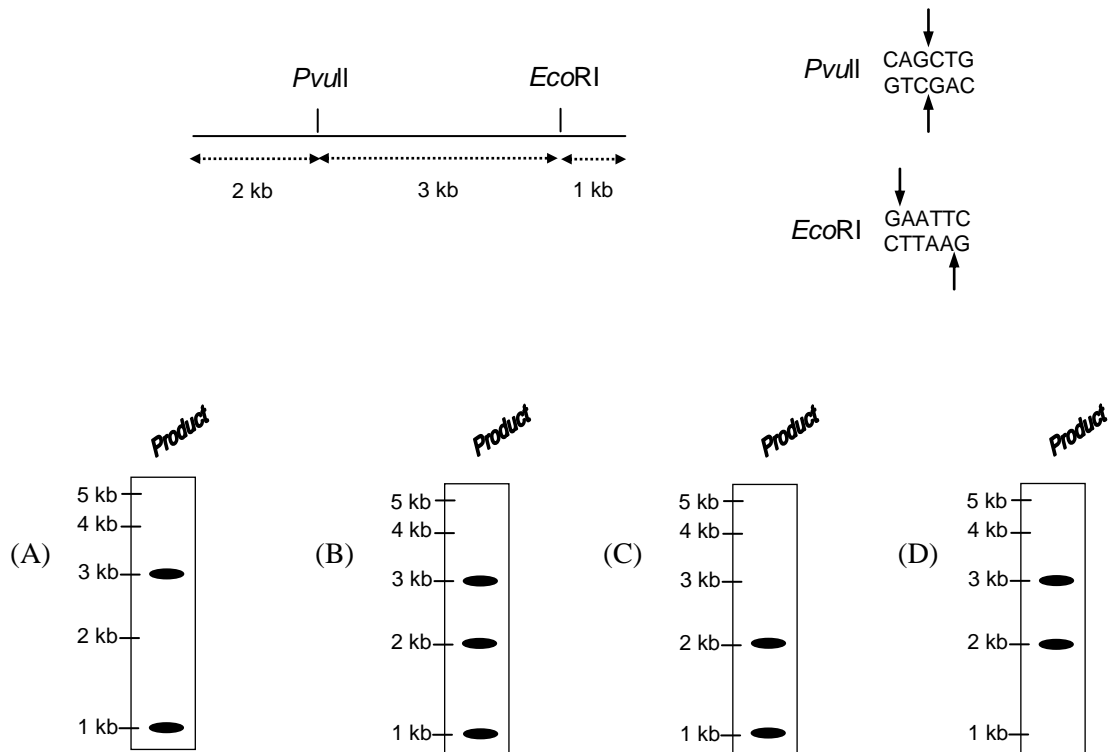 PvuII EcoRI
2 kb 3 kb 1 kb
PvuII CAGCTG
GTCGAC
EcoRI GAATTC
CTTAAG
(A) Product
5 kb
4 kb
3 kb
2 kb
1 kb
(B) Product
5 kb
4 kb
3 kb
2 kb
1 kb
(C) Product
5 kb
4 kb
3 kb
2 kb
1 kb
(D) Product
5 kb
4 kb
3 kb
2 kb
1 kb